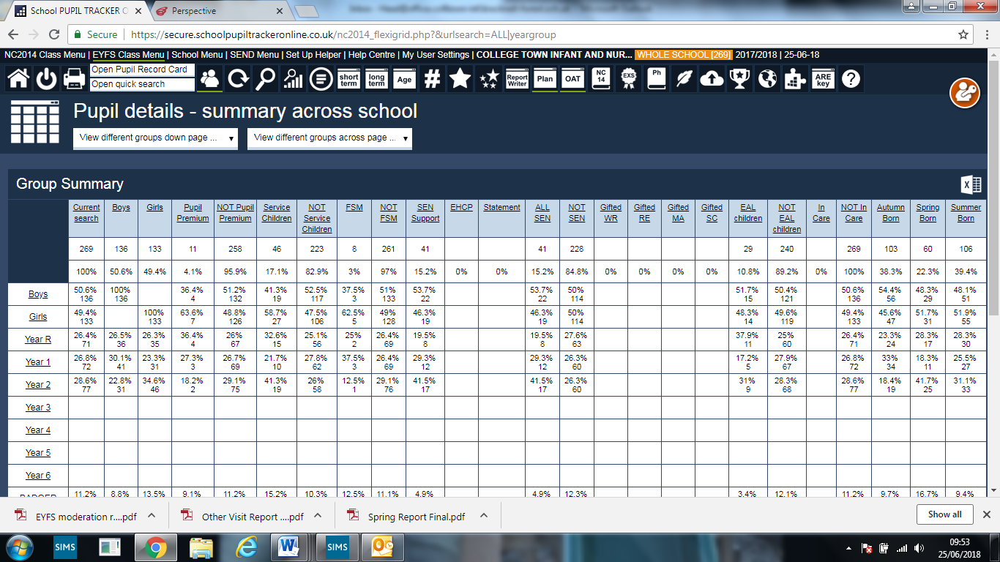 School PUPIL TRACKER O
Perspective
Secure
https://secure.schoolpupiltrackeronline.co.uk/nc2014_flexigrid.php?&urlsearch=ALL|yeargroup
NC2014 Class Menu | EYFS Class Menu | School Menu | SEND Menu | Set Up Helper | Help Centre | My User Settings | COLLEGE TOWN INFANT AND NUR... WHOLE SCHOOL [269] 2017/2018 | 25-06-18
Open Pupil Record Card
Open quick search
short term
long term
Age
#
Report Writer
Plan
OAT
NC 14
EXS
Ph
ARE key
?
Pupil details - summary across school
View different groups down page ...
View different groups across page ...
Group Summary
X
Current search Boys Girls Pupil Premium NOT Pupil Premium Service Children NOT Service Children FSM NOT FSM SEN Support EHCP Statement ALL SEN NOT SEN Gifted WR Gifted RE Gifted MA Gifted SC EAL children NOT EAL children In Care NOT In Care Autumn Born Spring Born Summer Born
269 136 133 11 258 46 223 8 261 41 41 228 29 240 269 103 60 106
100% 50.6% 49.4% 4.1% 95.9% 17.1% 82.9% 3% 97% 15.2% 0% 0% 15.2% 84.8% 0% 0% 0% 0% 10.8% 89.2% 0% 100% 38.3% 22.3% 39.4%
Boys
50.6% 100% 36.4% 51.2% 41.3% 52.5% 37.5% 51% 53.7% 53.7% 50% 51.7% 50.4% 50.6% 54.4% 48.3% 48.1%
136 136 4 132 19 117 3 133 22 22 114 15 121 136 56 29 51
Girls
49.4% 100% 63.6% 48.8% 58.7% 47.5% 62.5% 49% 46.3% 46.3% 50% 48.3% 49.6% 49.4% 45.6% 51.7% 51.9%
133 133 7 126 27 106 5 128 19 19 114 14 119 133 47 31 55
Year R
26.4% 26.5% 26.3% 36.4% 26% 32.6% 25.1% 25% 26.4% 19.5% 19.5% 27.6% 37.9% 25% 26.4% 23.3% 28.3% 28.3%
71 36 35 4 67 15 56 2 69 8 8 63 11 60 71 24 17 30
Year 1
26.8% 30.1% 23.3% 27.3% 26.7% 21.7% 27.8% 37.5% 26.4% 29.3% 29.3% 26.3% 17.2% 27.9% 26.8% 33% 18.3% 25.5%
72 41 31 3 69 10 62 3 69 12 12 60 5 67 72 34 11 27
Year 2
28.6% 22.8% 34.6% 18.2% 29.1% 41.3% 26% 12.5% 29.1% 41.5% 41.5% 26.3% 31% 28.3% 28.6% 18.4% 41.7% 31.1%
77 31 46 2 75 19 58 1 76 17 17 60 9 68 77 19 25 33
Year 3
Year 4
Year 5
Year 6
11.2% 8.8% 13.5% 9.1% 11.2% 15.2% 10.3% 12.5% 11.1% 4.9% 4.9% 12.3% 3.4% 12.1% 11.2% 9.7% 16.7% 9.4%
EYFS moderation r....pdf
Other Visit Report ....pdf
Spring Report Final.pdf
Show all
SIMS
SIMS
09:53
25/06/2018